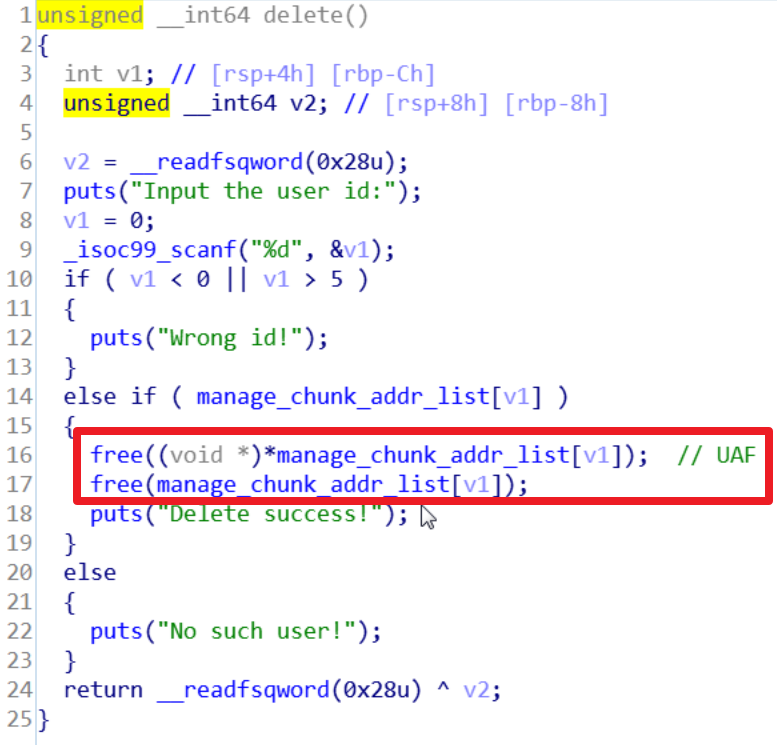 1 unsigned __int64 delete()
2 {
3 int v1; // [rsp+4h] [rbp-Ch]
4 unsigned __int64 v2; // [rsp+8h] [rbp-8h]
5
6 v2 = __readfsqword(0x28u);
7 puts("Input the user id:");
8 v1 = 0;
9 _isoc99_scanf("%d", &v1);
10 if ( v1 < 0 || v1 > 5 )
11 {
12 puts("Wrong id!");
13 }
14 else if ( manage_chunk_addr_list[v1] )
15 {
16 free((void *)*manage_chunk_addr_list[v1]); // UAF
17 free(manage_chunk_addr_list[v1]);
18 puts("Delete success!");
19 }
20 else
21 {
22 puts("No such user!");
23 }
24 return __readfsqword(0x28u) ^ v2;
25 }